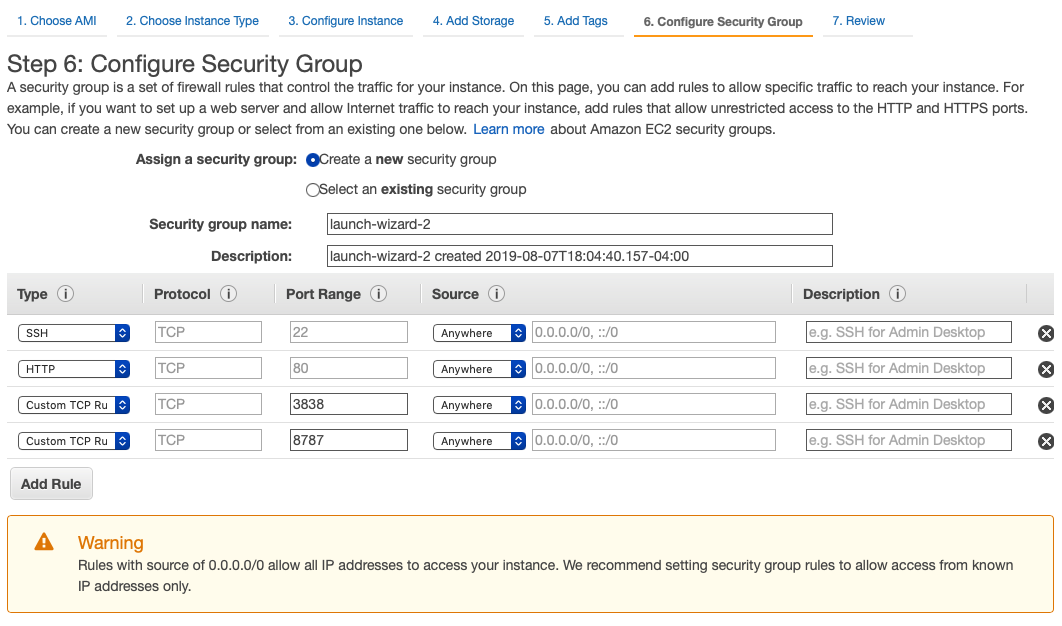 1. Choose AMI 2. Choose Instance Type 3. Configure Instance 4. Add Storage 5. Add Tags 6. Configure Security Group 7. Review
Step 6: Configure Security Group
A security group is a set of firewall rules that control the traffic for your instance. On this page, you can add rules to allow specific traffic to reach your instance. For
example, if you want to set up a web server and allow Internet traffic to reach your instance, add rules that allow unrestricted access to the HTTP and HTTPS ports.
You can create a new security group or select from an existing one below. Learn more about Amazon EC2 security groups.
Assign a security group: Create a new security group
Select an existing security group
Security group name: launch-wizard-2
Description: launch-wizard-2 created 2019-08-07T18:04:40.157-04:00
Type i Protocol i Port Range i Source i Description i
SSH TCP 22 Anywhere 0.0.0.0/0, ::/0 e.g. SSH for Admin Desktop
HTTP TCP 80 Anywhere 0.0.0.0/0, ::/0 e.g. SSH for Admin Desktop
Custom TCP Ru TCP 3838 Anywhere 0.0.0.0/0, ::/0 e.g. SSH for Admin Desktop
Custom TCP Ru TCP 8787 Anywhere 0.0.0.0/0, ::/0 e.g. SSH for Admin Desktop
Add Rule
Warning
Rules with source of 0.0.0.0/0 allow all IP addresses to access your instance. We recommend setting security group rules to allow access from known
IP addresses only.